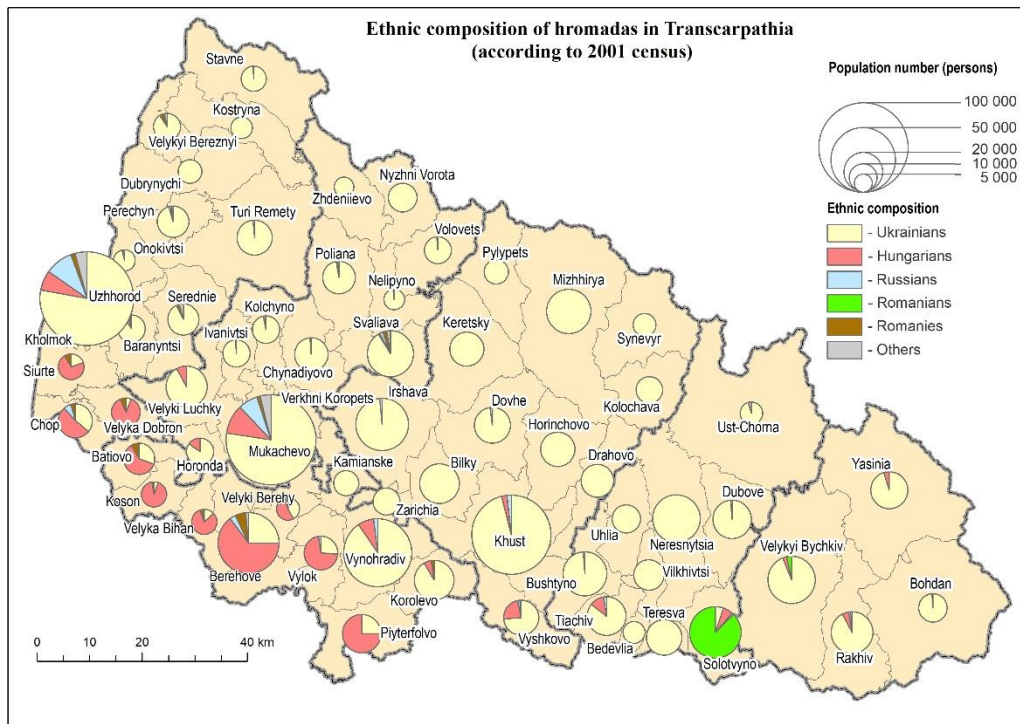 Ethnic composition of hromadas in Transcarpathia
(according to 2001 census)
Population number (persons)
100 000
50 000
20 000
10 000
5 000
Ethnic composition
- Ukrainians
- Hungarians
- Russians
- Romanians
- Romanies
- Others
Stavne
Kostryna
Velykyi Bereznyi
Dubrynychi
Nyzhni Vorota
Zhdeniievo
Perechyn
Turi Remety
Volovets
Onokivtsi
Poliana
Pylypets
Uzhhorod
Serednie
Kolchyno
Nelipyno
Mizhhirya
Kholmok
Baranyntsi
Ivanivtsi
Svaliava
Keretsky
Synevyr
Siurte
Chynadiyovo
Velyki Luchky
Verkhni Koropets
Irshava
Dovhe
Kolochava
Chop
Velyka Dobron
Horinchovo
Ust-Chorna
Batiovo
Horonda
Mukachevo
Kamianske
Bilky
Drahovo
Yasinia
Koson
Velyki Berehy
Zarichia
Dubove
Velyka Bihan
Uhlia
Neresnytsia
Velykyi Bychkiv
Berehove
Vylok
Vynohradiv
Khust
Vilkhivtsi
Bushtyno
Bohdan
Korolevo
Tiachiv
Teresva
Piyterfolvo
Vyshkovo
Bedevlia
Solotvyno
Rakhiv
0 10 20 40 km